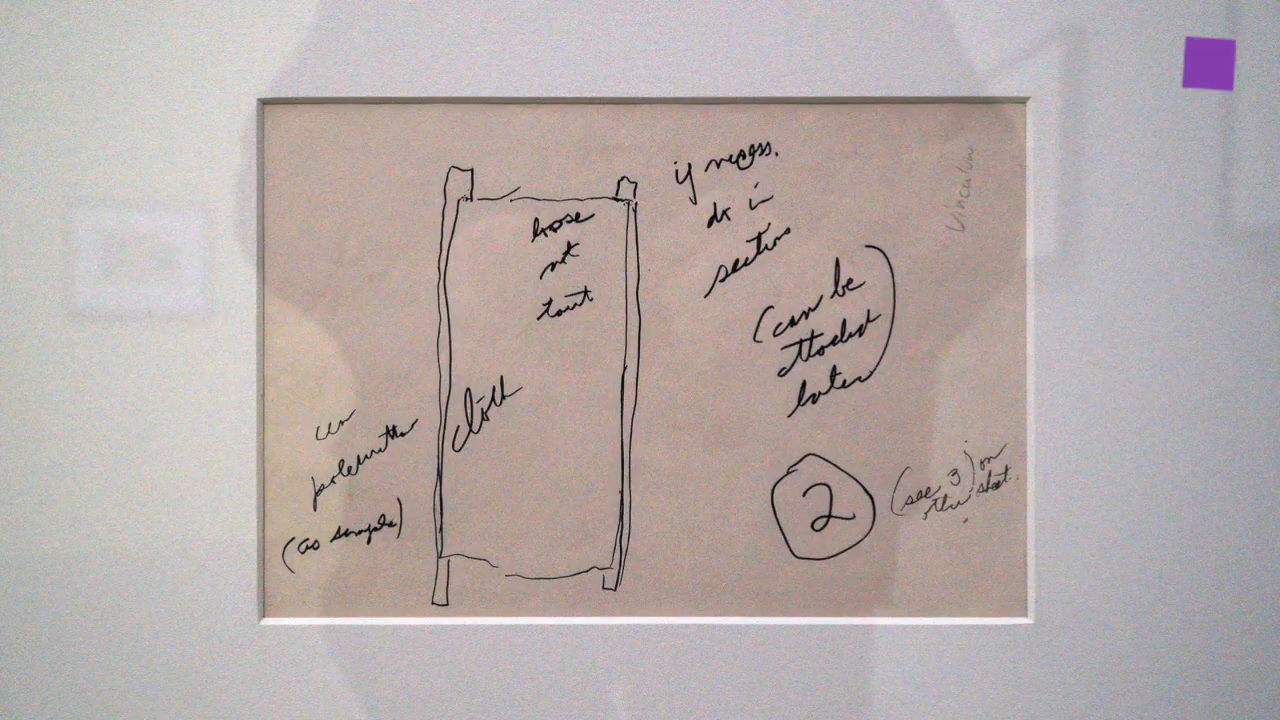 loose
not
taut
cloth
(as sample)
if necess.
do in
sections
(can be
attached
later)
2
(see 3) on
other sheet.
Vinculum